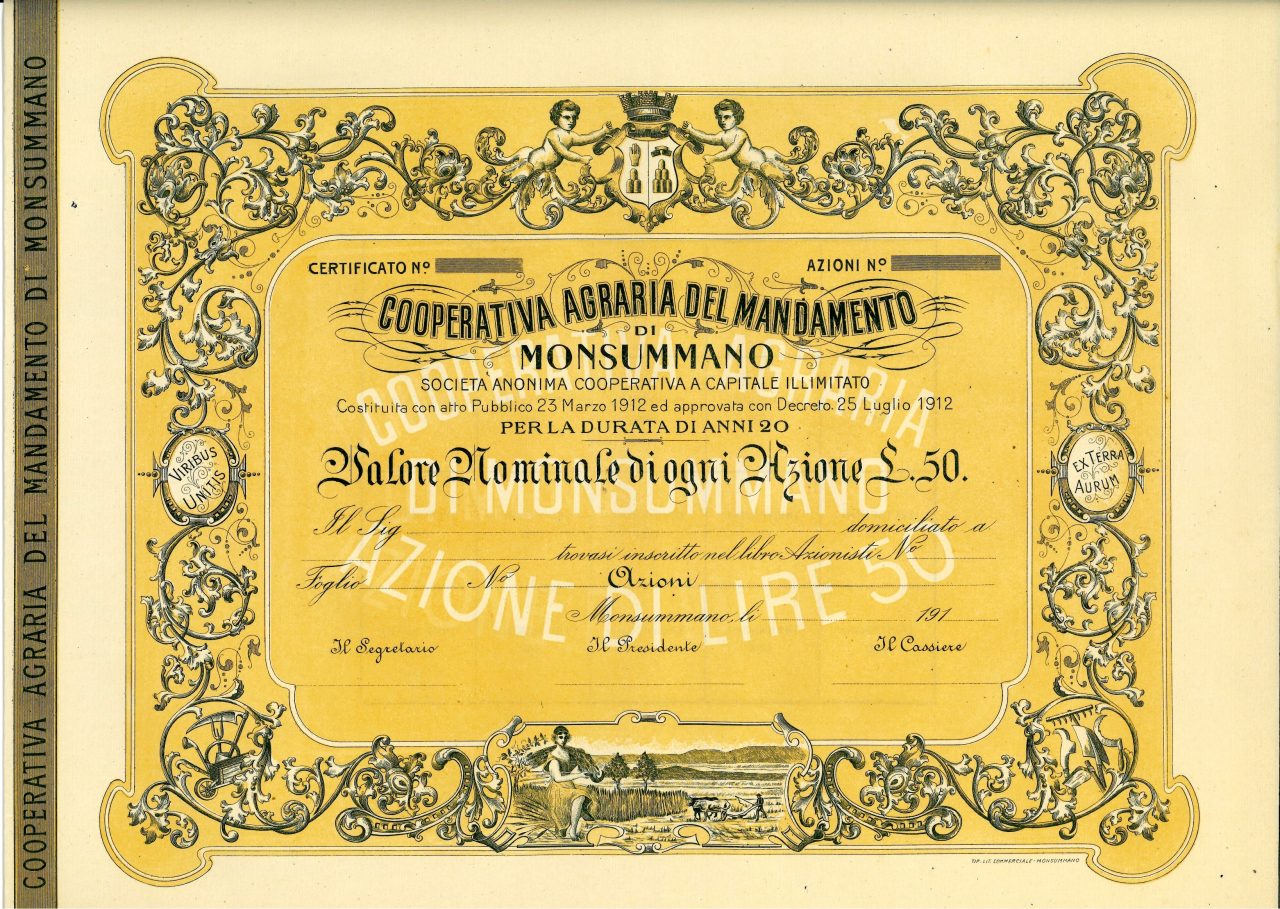 COOPERATIVA AGRARIA DEL MANDAMENTO DI MONSUMMANO
CERTIFICATO Nº
AZIONI Nº
COOPERATIVA AGRARIA DEL MANDAMENTO
DI
MONSUMMANO
SOCIETA ANONIMA COOPERATIVA A CAPITALE ILLIMITATO
Costituita con atto Pubblico 23 Marzo 1912 ed approvata con Decreto 25 Luglio 1912
PER LA DURATA DI ANNI 20
Valore Nominale di ogni Azione L. 50.
COOPERATIVA AGRARIA
DI MONSUMMANO
AZIONE DI LIRE 50
VIRIBUS
UNITIS
EX TERRA
AURUM
Il Sig domiciliato a
trovasi inscritto nel libro Azionisti Nº
Foglio Nº Azioni
Monsummano, li 191
Il Segretario
Il Presidente
Il Cassiere
TIP. LIT. COMMERCIALE - MONSUMMANO